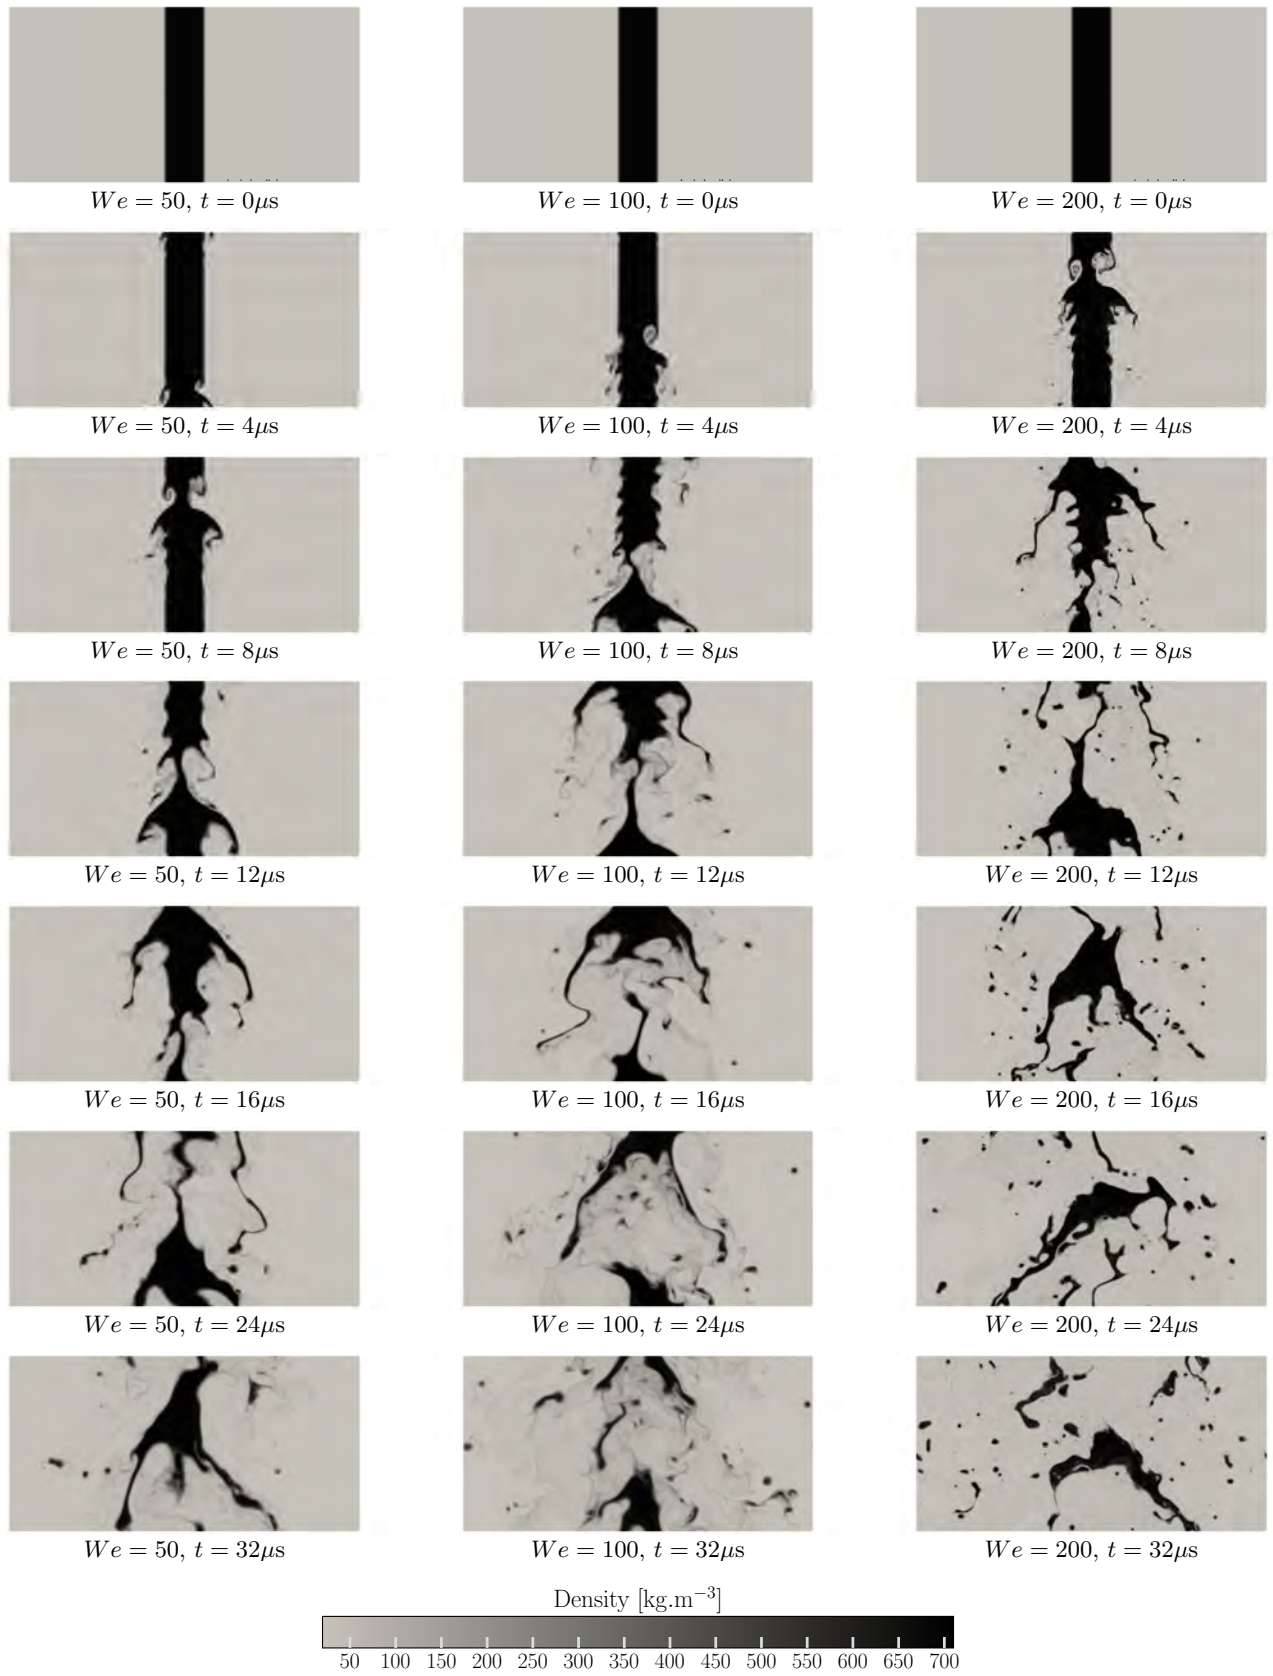 We = 50, t = 0μs
We = 100, t = 0μs
We = 200, t = 0μs
We = 50, t = 4μs
We = 100, t = 4μs
We = 200, t = 4μs
We = 50, t = 8μs
We = 100, t = 8μs
We = 200, t = 8μs
We = 50, t = 12μs
We = 100, t = 12μs
We = 200, t = 12μs
We = 50, t = 16μs
We = 100, t = 16μs
We = 200, t = 16μs
We = 50, t = 24μs
We = 100, t = 24μs
We = 200, t = 24μs
We = 50, t = 32μs
We = 100, t = 32μs
We = 200, t = 32μs
Density [kg.m⁻³]
50 100 150 200 250 300 350 400 450 500 550 600 650 700